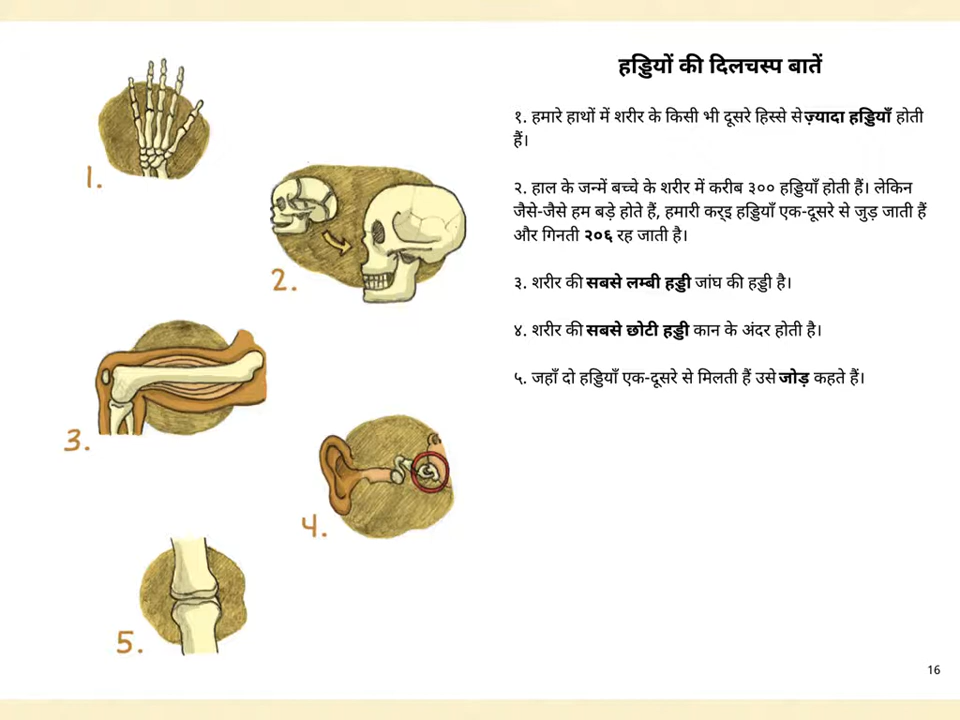 हड्डियों की दिलचस्प बातें
१. हमारे हाथों में शरीर के किसी भी दूसरे हिस्से से ज़्यादा हड्डियाँ होती
हैं।
२. हाल के जन्में बच्चे के शरीर में करीब ३०० हड्डियाँ होती हैं। लेकिन
जैसे-जैसे हम बड़े होते हैं, हमारी कर्इ हड्डियाँ एक-दूसरे से जुड़ जाती हैं
और गिनती २०६ रह जाती है।
३. शरीर की सबसे लम्बी हड्डी जांघ की हड्डी है।
४. शरीर की सबसे छोटी हड्डी कान के अंदर होती है।
५. जहाँ दो हड्डियाँ एक-दूसरे से मिलती हैं उसे जोड़ कहते हैं।
1.
2.
3.
4.
5.
16